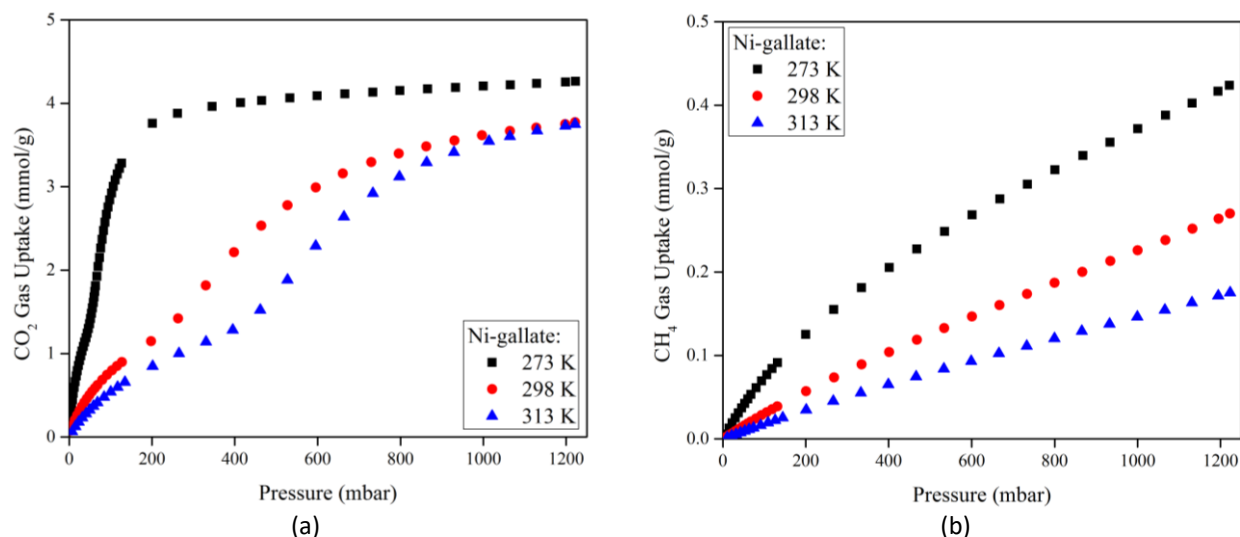 5
4
3
2
1
0
CO2 Gas Uptake (mmol/g)
Ni-gallate:
273 K
298 K
313 K
0 200 400 600 800 1000 1200
Pressure (mbar)
(a)
0.5
0.4
0.3
0.2
0.1
0.0
CH4 Gas Uptake (mmol/g)
Ni-gallate:
273 K
298 K
313 K
0 200 400 600 800 1000 1200
Pressure (mbar)
(b)